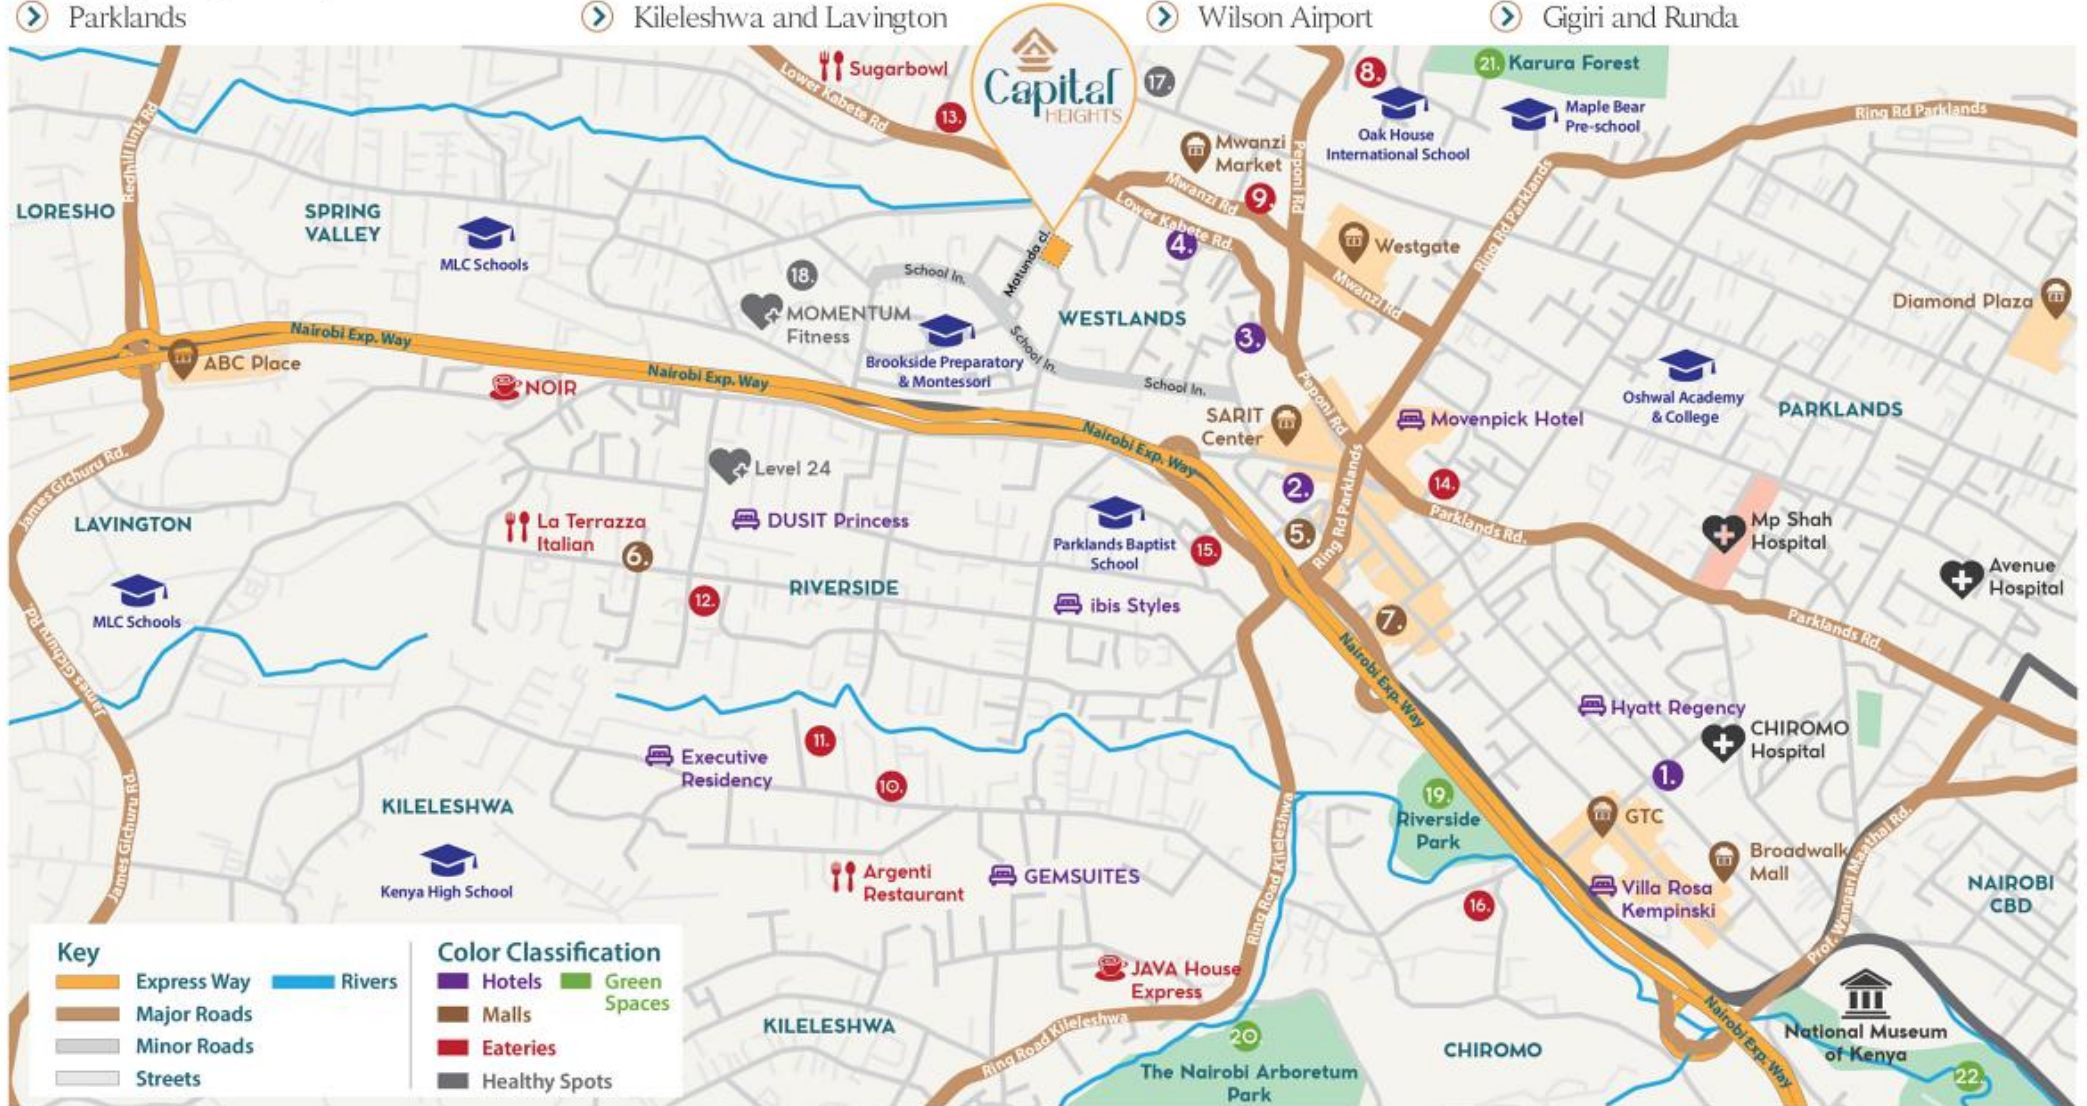 Parklands
Kileleshwa and Lavington
Wilson Airport
Gigiri and Runda
Capital
HEIGHTS
Sugarbowl
Lower Kabete Rd
13.
17.
8.
21. Karura Forest
Oak House
International School
Maple Bear
Pre-school
Ring Rd Parklands
Redhill link Rd
Mwanzi
Market
Peponi Rd
Mwanzi Rd
9.
Lower Kabete Rd.
4.
LORESHO
SPRING
VALLEY
MLC Schools
Westgate
Ring Rd Parklands
Motundo cl.
School ln.
18.
MOMENTUM
Fitness
WESTLANDS
Mwanzi Rd
Diamond Plaza
Nairobi Exp. Way
ABC Place
NOIR
Nairobi Exp. Way
Brookside Preparatory
& Montessori
School ln.
School ln.
3.
Peponi Rd
Oshwal Academy
& College
PARKLANDS
SARIT
Center
Movenpick Hotel
Nairobi Exp. Way
James Gichuru Rd.
Level 24
2.
14.
LAVINGTON
La Terrazza
Italian
DUSIT Princess
6.
Parklands Baptist
School
15.
5.
Ring Rd Parklands
Parklands Rd.
Mp Shah
Hospital
Avenue
Hospital
MLC Schools
12.
RIVERSIDE
ibis Styles
7.
Parklands Rd.
James Gichuru Rd.
Nairobi Exp. Way
Hyatt Regency
CHIROMO
Hospital
11.
Executive
Residency
10.
1.
KILELESHWA
19.
Riverside
Park
GTC
Broadwalk
Mall
James Gichuru Rd.
Kenya High School
Argenti
Restaurant
GEMSUITES
Ring Road Kileleshwa
16.
Villa Rosa
Kempinski
Prof. Wangari Maathai Rd.
NAIROBI
CBD
JAVA House
Express
KILELESHWA
Ring Road Kileleshwa
20.
The Nairobi Arboretum
Park
CHIROMO
Nairobi Exp. Way
National Museum
of Kenya
22.
Key
Express Way
Rivers
Major Roads
Minor Roads
Streets
Color Classification
Hotels
Green
Spaces
Malls
Eateries
Healthy Spots